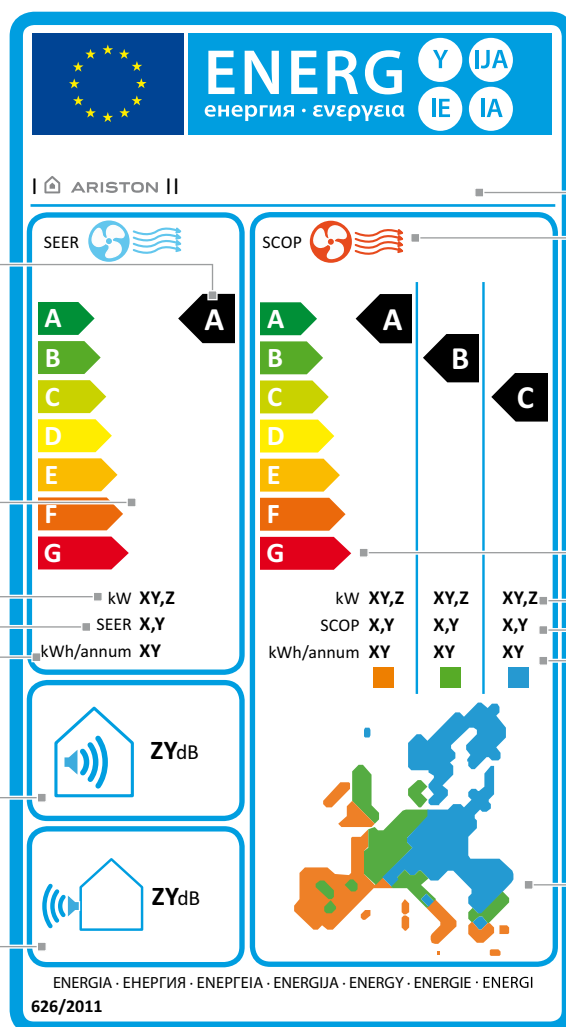 ENERG Y IJA
енергия · ενεργεια IE IA
I ARISTON II
SEER
A A
B
C
D
E
F
G
kW XY,Z
SEER X,Y
kWh/annum XY
SCOP
A A
B B
C C
D
E
F
G
kW XY,Z XY,Z XY,Z
SCOP X,Y X,Y X,Y
kWh/annum XY XY XY
ZYdB
ZYdB
ENERGIA · ЕНЕРГИЯ · ΕΝΕΡΓΕΙΑ · ENERGIJA · ENERGY · ENERGIE · ENERGI
626/2011